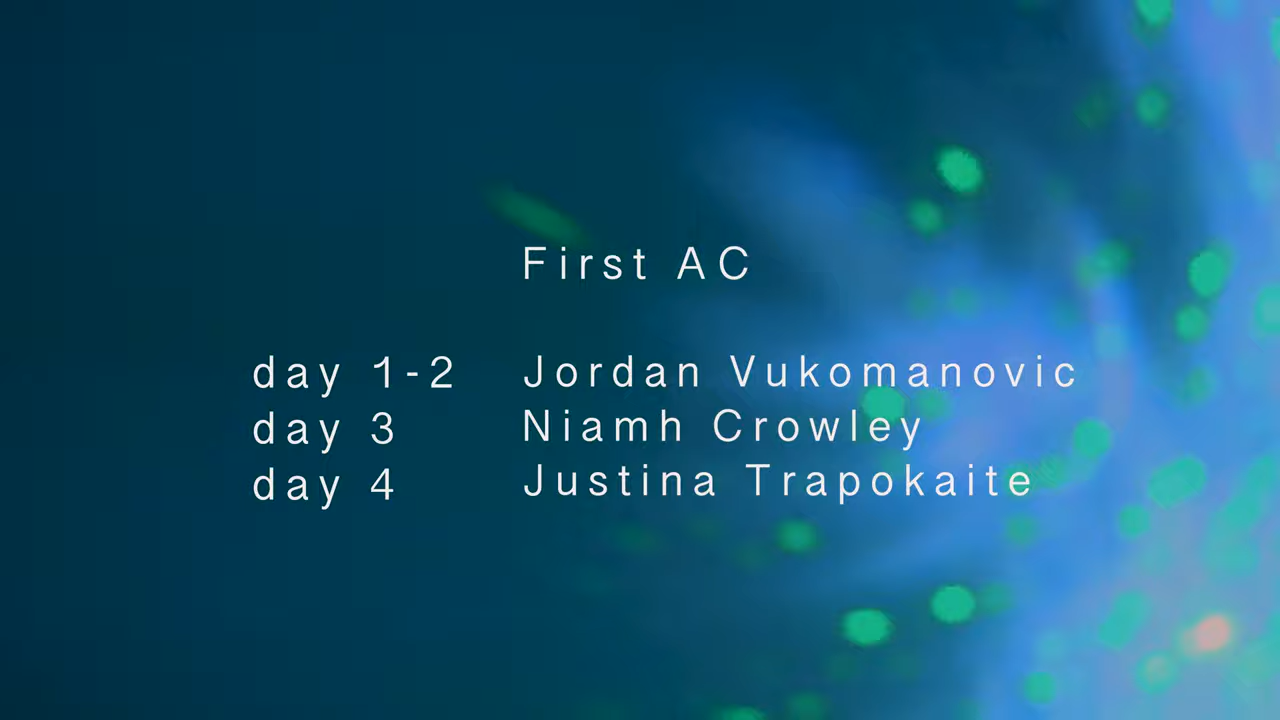 First AC
day 1-2 Jordan Vukomanovic
day 3 Niamh Crowley
day 4 Justina Trapokaite